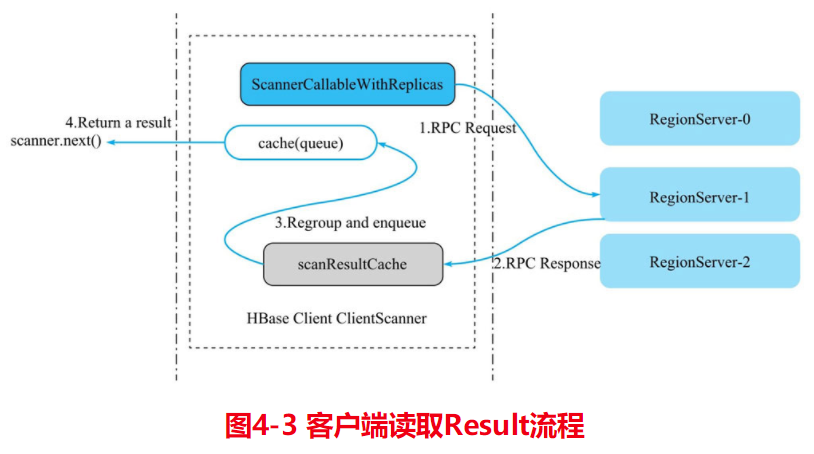 ScannerCallableWithReplicas
RegionServer-0
4.Return a result
scanner.next()
cache(queue)
1.RPC Request
RegionServer-1
3.Regroup and enqueue
scanResultCache
2.RPC Response
RegionServer-2
HBase Client ClientScanner
图4-3 客户端读取Result流程